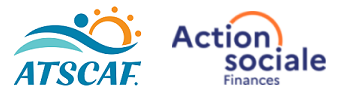 ATSCAF.
Action
sociale
Finances